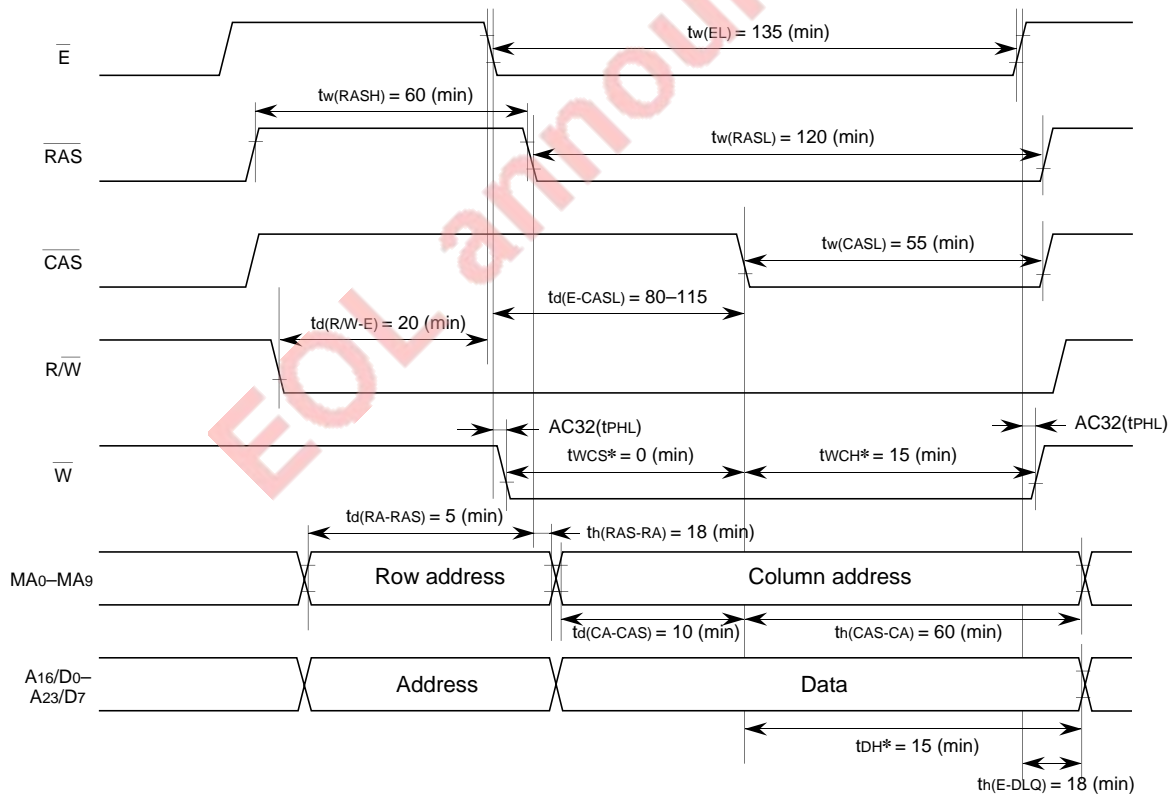 E
tw(EL) = 135 (min)
tw(RASH) = 60 (min)
RAS
tw(RASL) = 120 (min)
CAS
tw(CASL) = 55 (min)
td(E-CASL) = 80–115
td(R/W-E) = 20 (min)
R/W
AC32(tPHL)
AC32(tPHL)
W
tWCS* = 0 (min)
tWCH* = 15 (min)
td(RA-RAS) = 5 (min)
th(RAS-RA) = 18 (min)
MA0–MA9
Row address
Column address
td(CA-CAS) = 10 (min)
th(CAS-CA) = 60 (min)
A16/D0–
A23/D7
Address
Data
tDH* = 15 (min)
th(E-DLQ) = 18 (min)
EOL announ